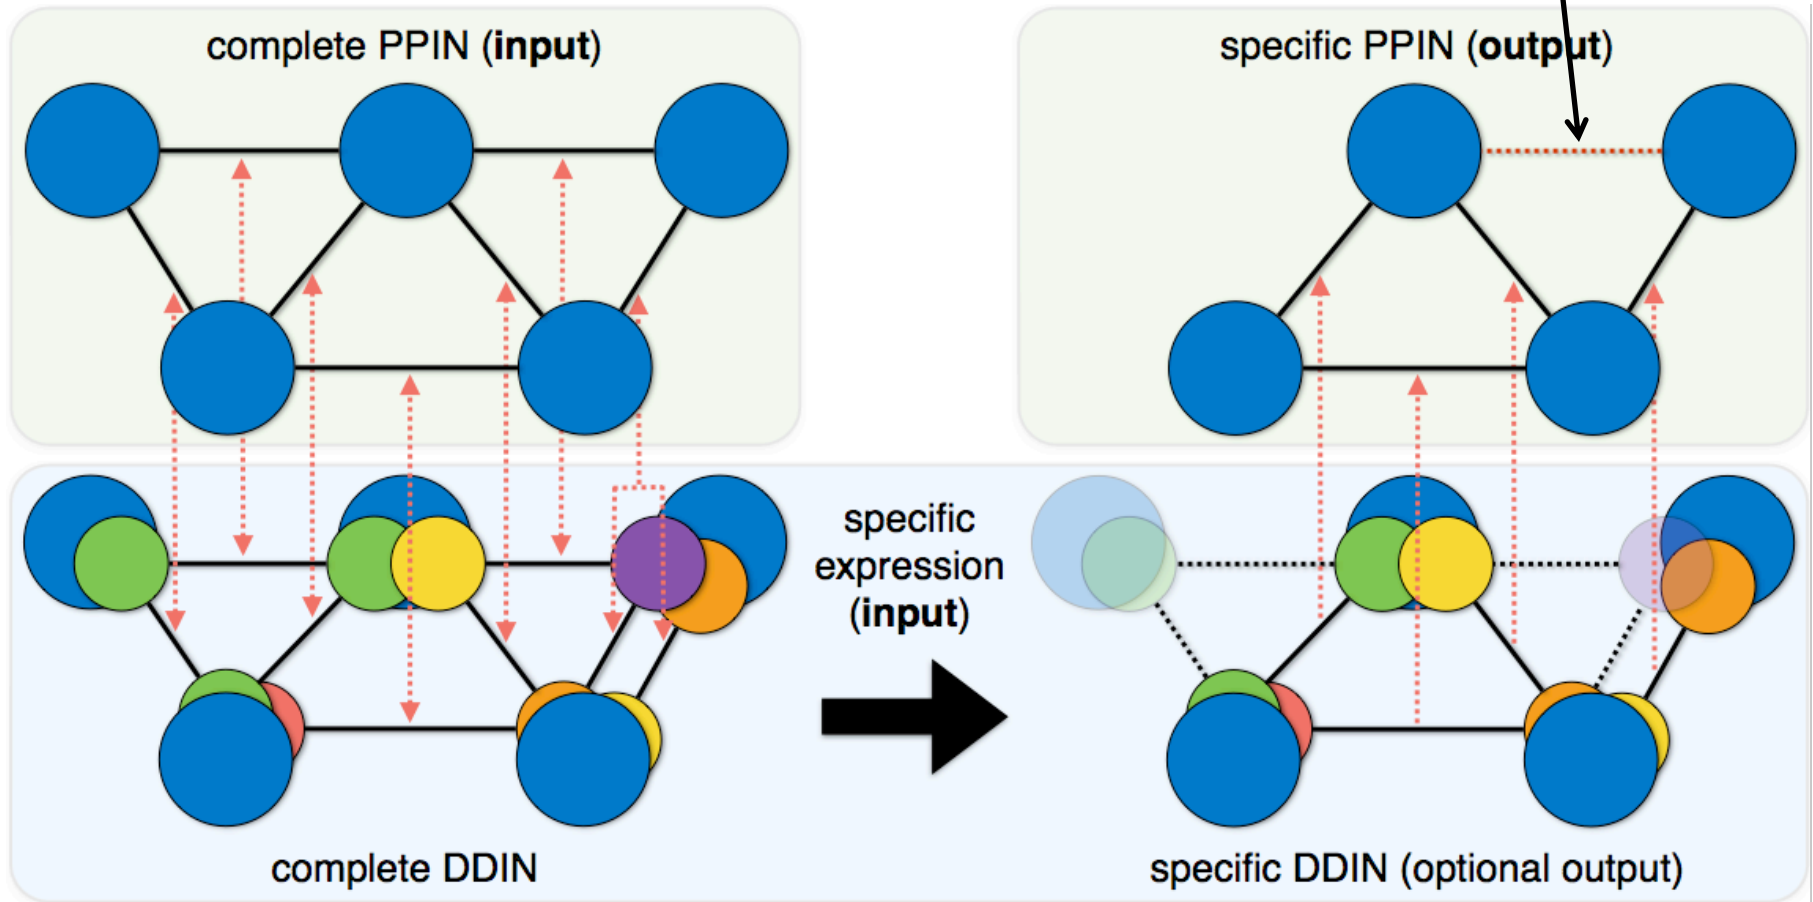 complete PPIN (input)
specific PPIN (output)
specific
expression
(input)
complete DDIN
specific DDIN (optional output)